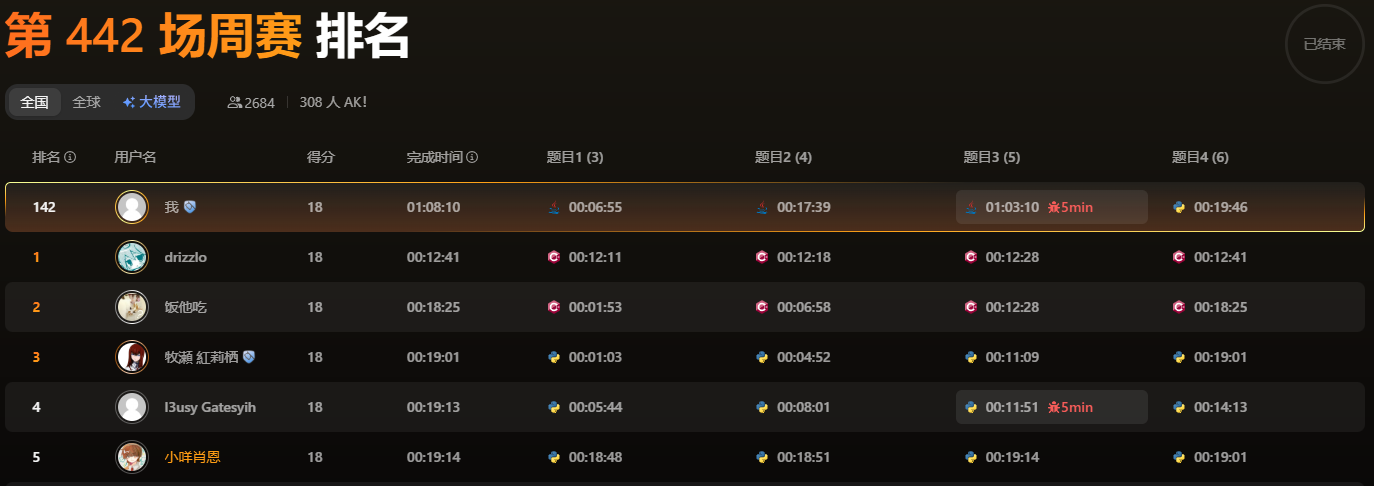 第 442 场周赛 排名
已结束
全国 全球 大模型 2684 308 人 AK!
排名 用户名 得分 完成时间 题目1 (3) 题目2 (4) 题目3 (5) 题目4 (6)
142 我 18 01:08:10 00:06:55 00:17:39 01:03:10 5min 00:19:46
1 drizzlo 18 00:12:41 00:12:11 00:12:18 00:12:28 00:12:41
2 饭他吃 18 00:18:25 00:01:53 00:06:58 00:12:28 00:18:25
3 牧瀬 紅莉栖 18 00:19:01 00:01:03 00:04:52 00:11:09 00:19:01
4 I3usy Gatesyih 18 00:19:13 00:05:44 00:08:01 00:11:51 5min 00:14:13
5 小咩肖恩 18 00:19:14 00:18:48 00:18:51 00:19:14 00:19:01